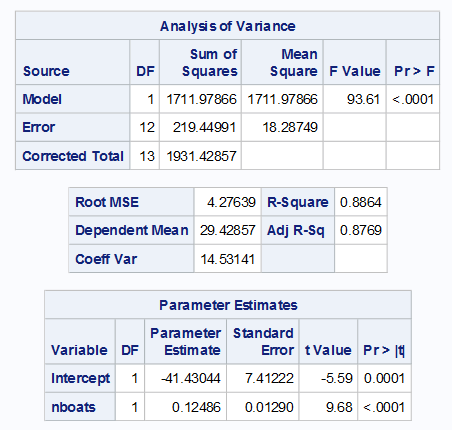 Analysis of Variance
Source DF Sum of Squares Mean Square F Value Pr > F
Model 1 1711.97866 1711.97866 93.61 <.0001
Error 12 219.44991 18.28749
Corrected Total 13 1931.42857
Root MSE 4.27639 R-Square 0.8864
Dependent Mean 29.42857 Adj R-Sq 0.8769
Coeff Var 14.53141
Parameter Estimates
Variable DF Parameter Estimate Standard Error t Value Pr > |t|
Intercept 1 -41.43044 7.41222 -5.59 0.0001
nboats 1 0.12486 0.01290 9.68 <.0001